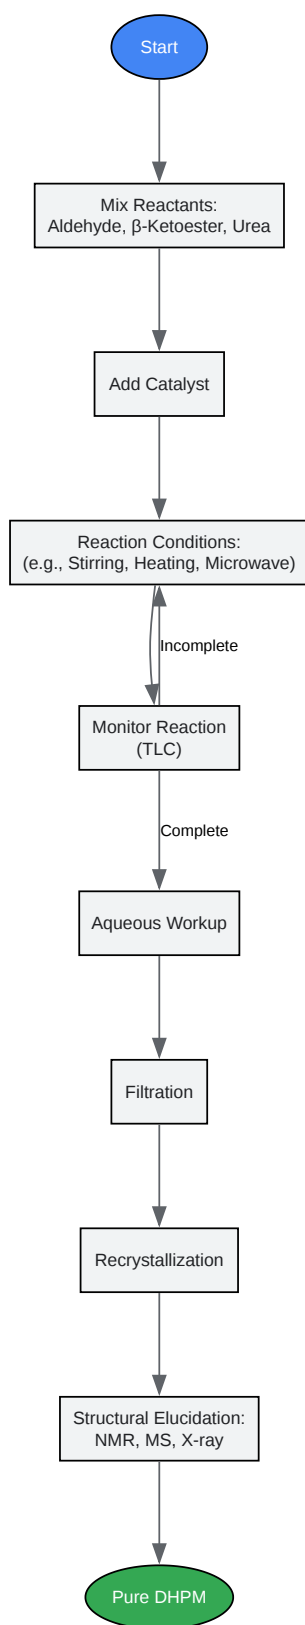 Start
Mix Reactants:
Aldehyde, β-Ketoester, Urea
Add Catalyst
Reaction Conditions:
(e.g., Stirring, Heating, Microwave)
Incomplete
Monitor Reaction
(TLC)
Complete
Aqueous Workup
Filtration
Recrystallization
Structural Elucidation:
NMR, MS, X-ray
Pure DHPM